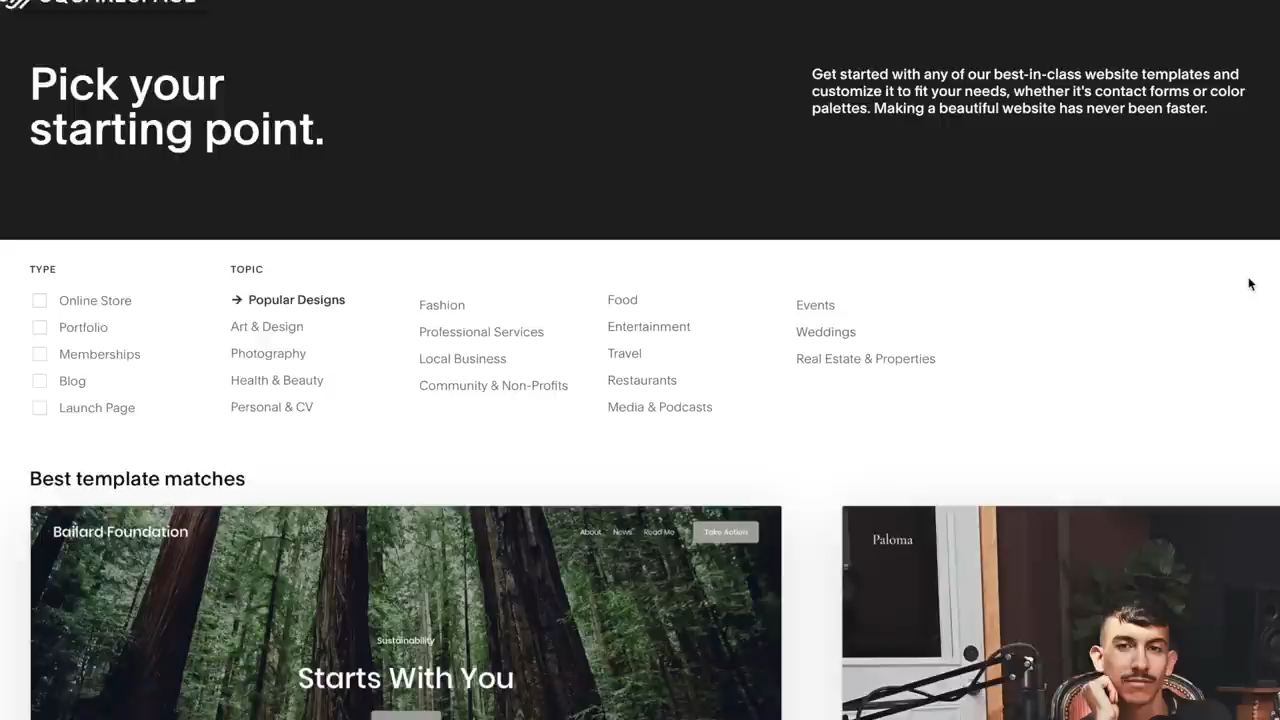 SQUARESPACE
Pick your
starting point.
Get started with any of our best-in-class website templates and
customize it to fit your needs, whether it's contact forms or color
palettes. Making a beautiful website has never been faster.
TYPE
Online Store
Portfolio
Memberships
Blog
Launch Page
TOPIC
→ Popular Designs
Art & Design
Photography
Health & Beauty
Personal & CV
Fashion
Professional Services
Local Business
Community & Non-Profits
Food
Entertainment
Travel
Restaurants
Media & Podcasts
Events
Weddings
Real Estate & Properties
Best template matches
Bailard Foundation
About News Read Me Take Action
Sustainability
Starts With You
Paloma